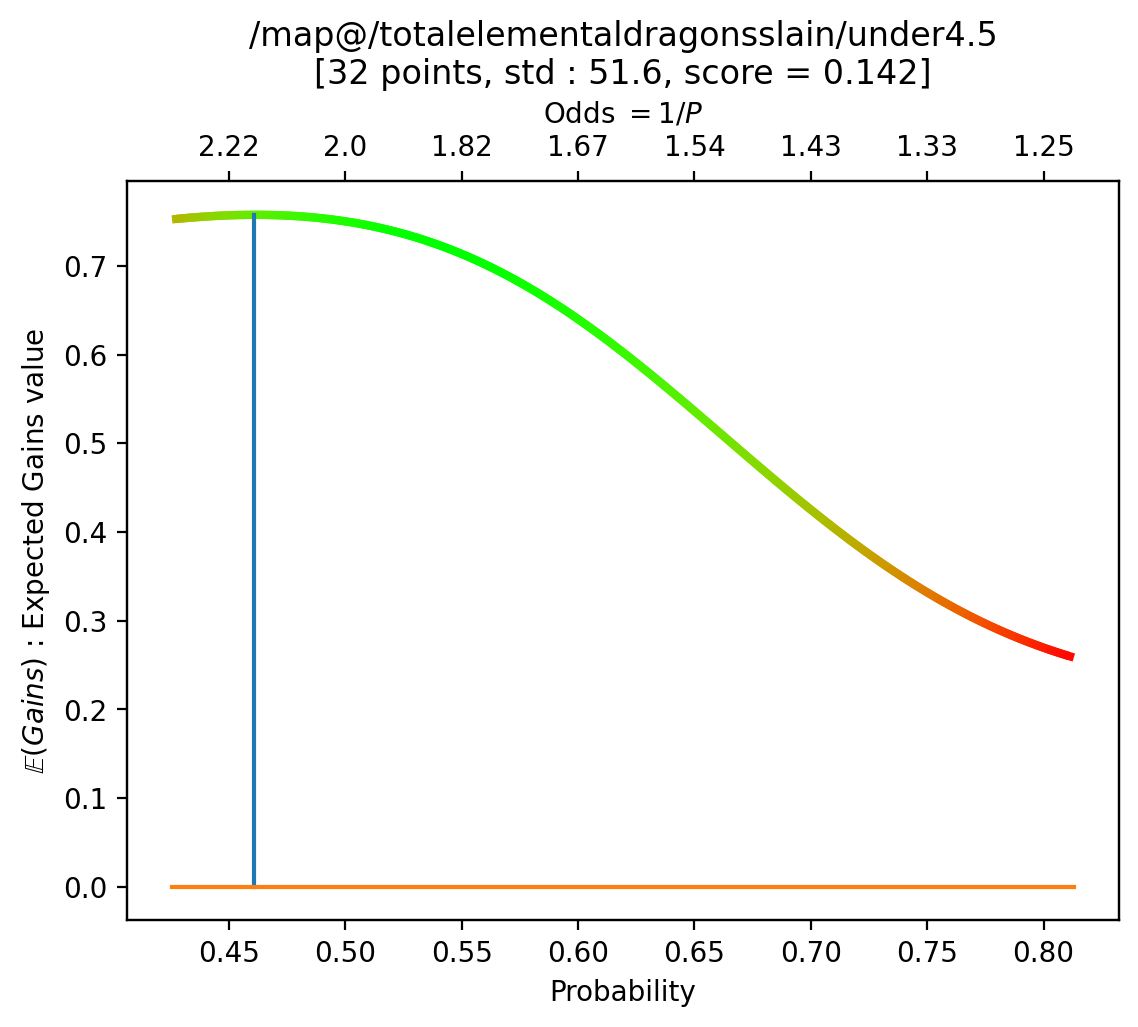 /map@/totalelementaldragonsslain/under4.5
[32 points, std : 51.6, score = 0.142]
Odds = 1/P
2.22 2.0 1.82 1.67 1.54 1.43 1.33 1.25
𝔼(Gains) : Expected Gains value
0.7
0.6
0.5
0.4
0.3
0.2
0.1
0.0
0.45 0.50 0.55 0.60 0.65 0.70 0.75 0.80
Probability